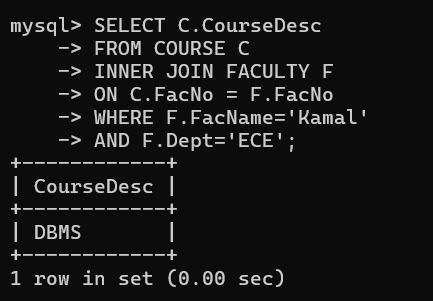 mysql> SELECT C.CourseDesc
    -> FROM COURSE C
    -> INNER JOIN FACULTY F
    -> ON C.FacNo = F.FacNo
    -> WHERE F.FacName='Kamal'
    -> AND F.Dept='ECE';
+------------+
| CourseDesc |
+------------+
| DBMS       |
+------------+
1 row in set (0.00 sec)